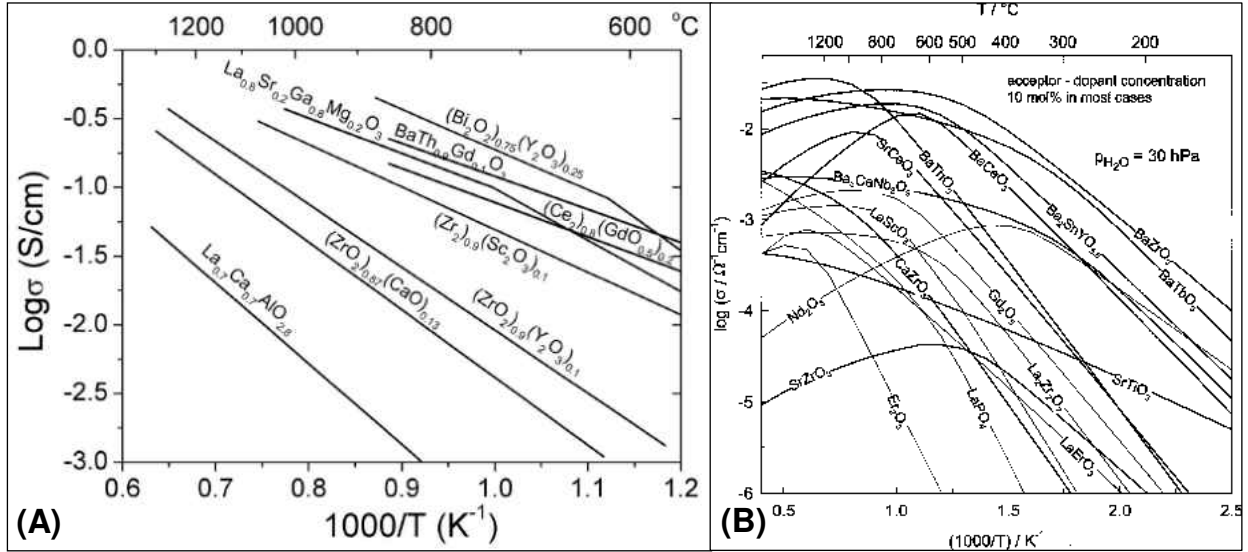 1200 1000 800 600 °C
0.0
-0.5
-1.0
-1.5
-2.0
-2.5
-3.0
Logσ (S/cm)
La0.8Sr0.2Ga0.8Mg0.2O3
(Bi2O2)0.75(Y2O3)0.25
BaTh0.9Gd0.1O3
(Ce2)0.8(GdO0.5)0.2
(Zr2)0.9(Sc2O3)0.1
(ZrO2)0.9(Y2O3)0.1
(ZrO2)0.87(CaO)0.13
La0.7Ca0.7AlO2.8
0.6 0.7 0.8 0.9 1.0 1.1 1.2
1000/T (K-1)
(A)
T / °C
1200 800 600 500 400 300 200
acceptor - dopant concentration
10 mol% in most cases
pH2O = 30 hPa
-2
-3
-4
-5
-6
log (σ / Ω-1cm-1)
SrCeO3
BaThO3
BaCeO3
Ba3CaNb2O9
Ba2SnYO5.5
BaZrO3
BaTbO3
LaScO3
CaZrO3
Gd2O3
Nd2O3
SrTiO3
La2Zr2O7
SrZrO3
Er2O3
LaPO4
LaErO3
0.5 1.0 1.5 2.0 2.5
(1000/T) / K-1
(B)